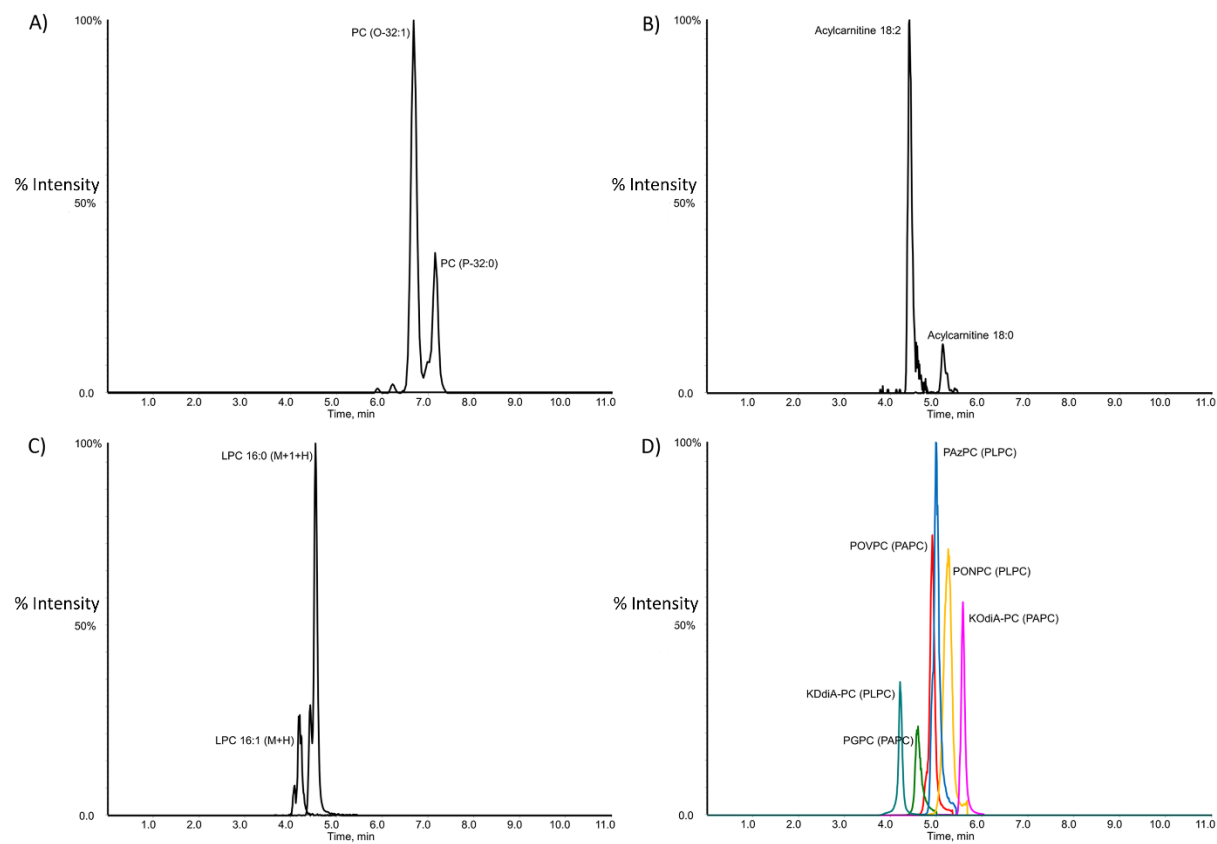 A)
100%
PC (O-32:1)
% Intensity
50%
PC (P-32:0)
0.0
1.0 2.0 3.0 4.0 5.0 6.0 7.0 8.0 9.0 10.0 11.0
Time, min
B)
100%
Acylcarnitine 18:2
% Intensity
50%
Acylcarnitine 18:0
0.0
1.0 2.0 3.0 4.0 5.0 6.0 7.0 8.0 9.0 10.0 11.0
Time, min
C)
100%
LPC 16:0 (M+1+H)
% Intensity
50%
LPC 16:1 (M+H)
0.0
1.0 2.0 3.0 4.0 5.0 6.0 7.0 8.0 9.0 10.0 11.0
Time, min
D)
100%
PAzPC (PLPC)
POVPC (PAPC)
PONPC (PLPC)
% Intensity
KOdiA-PC (PAPC)
50%
KDdiA-PC (PLPC)
PGPC (PAPC)
0.0
1.0 2.0 3.0 4.0 5.0 6.0 7.0 8.0 9.0 10.0 11.0
Time, min